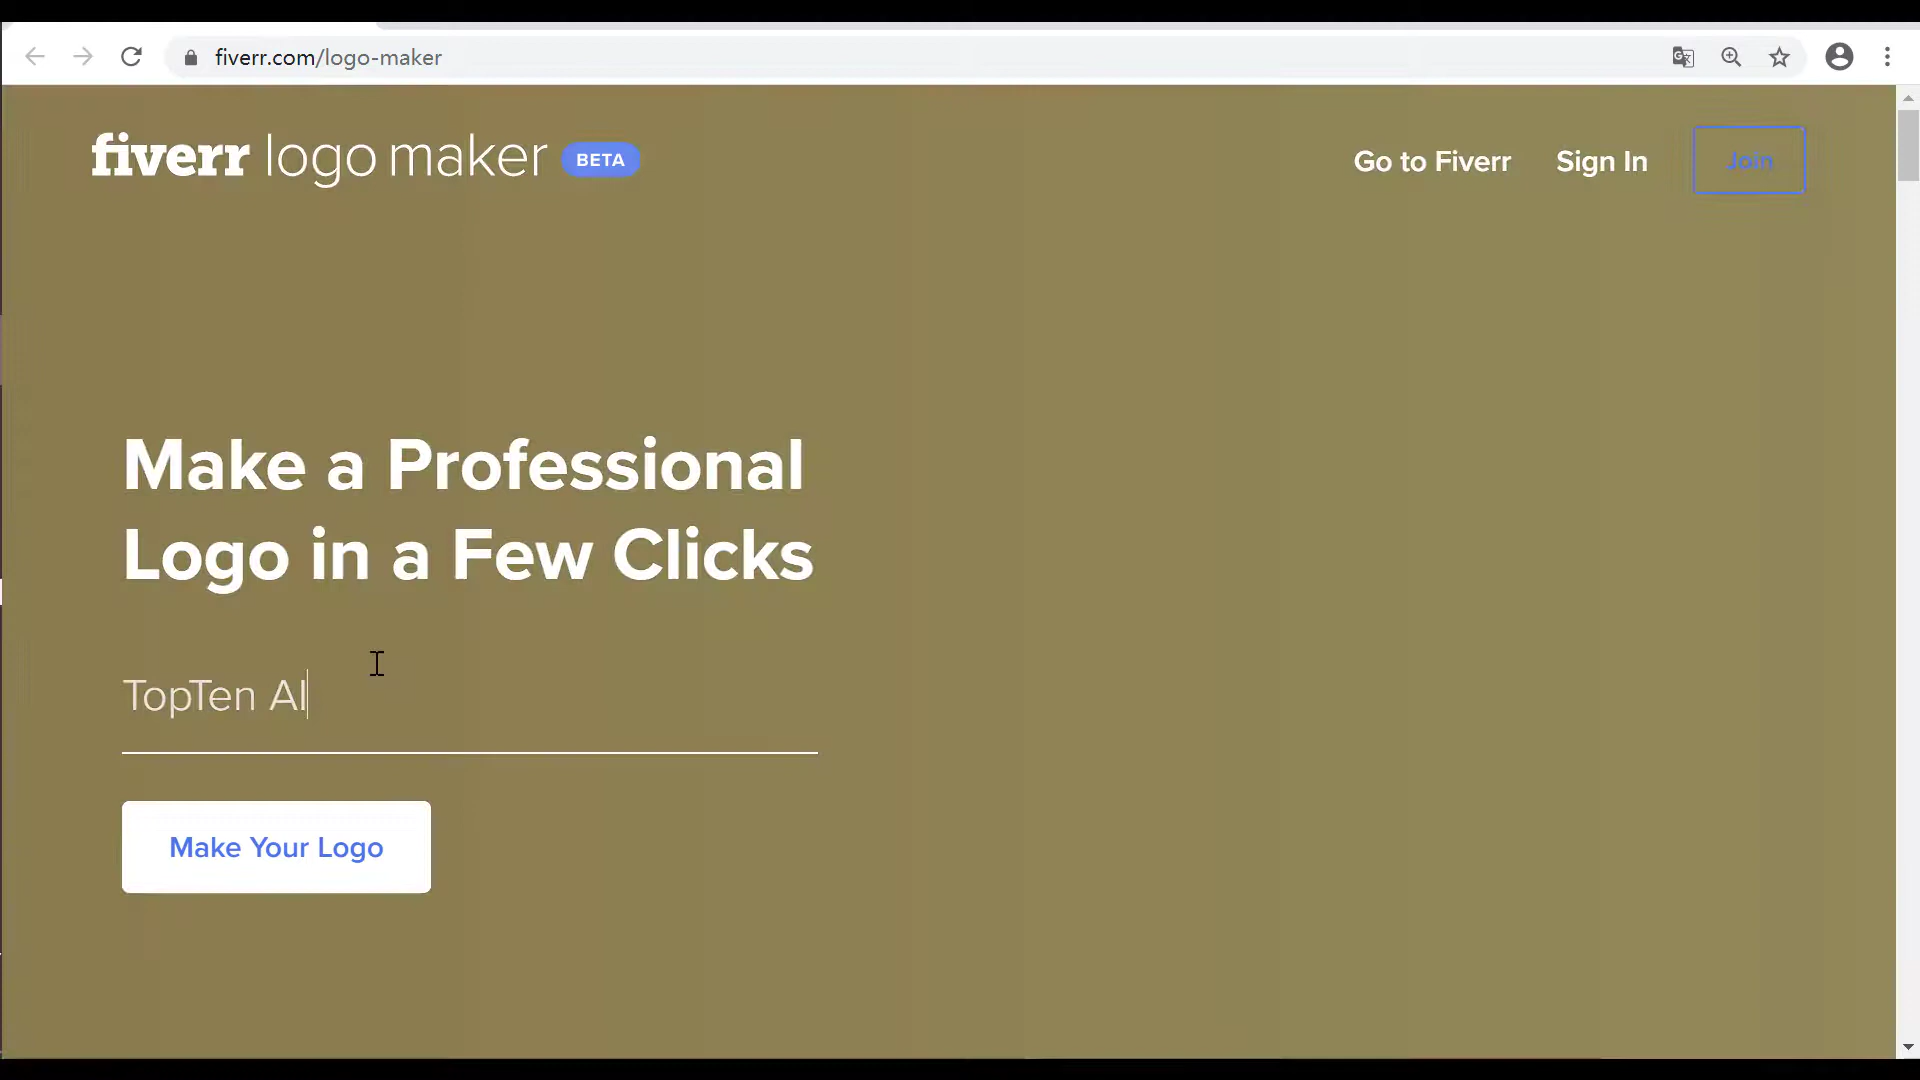 fiverr.com/logo-maker
fiverr logo maker BETA
Go to Fiverr Sign In Join
Make a Professional
Logo in a Few Clicks
TopTen AI
Make Your Logo